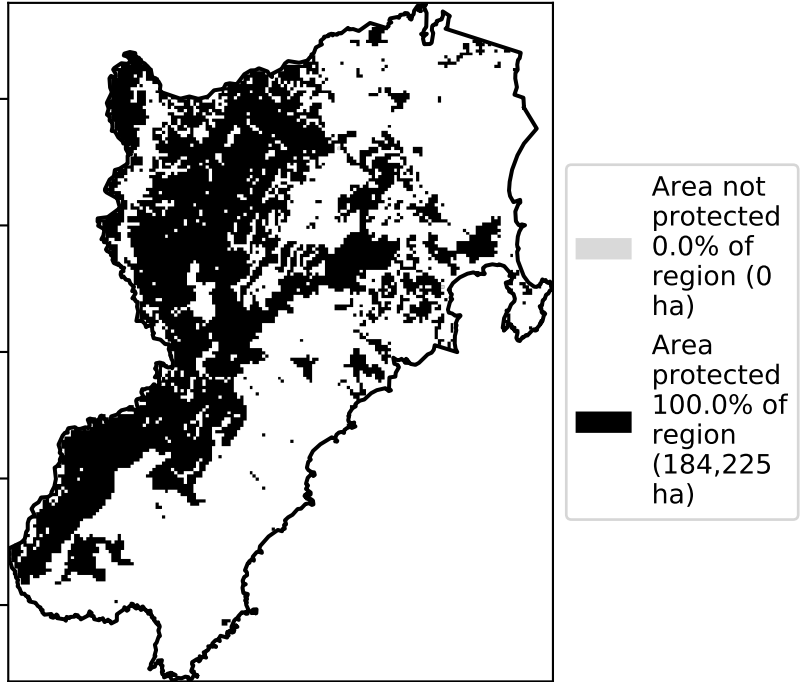 Area not
protected
0.0% of
region (0
ha)
Area
protected
100.0% of
region
(184,225
ha)